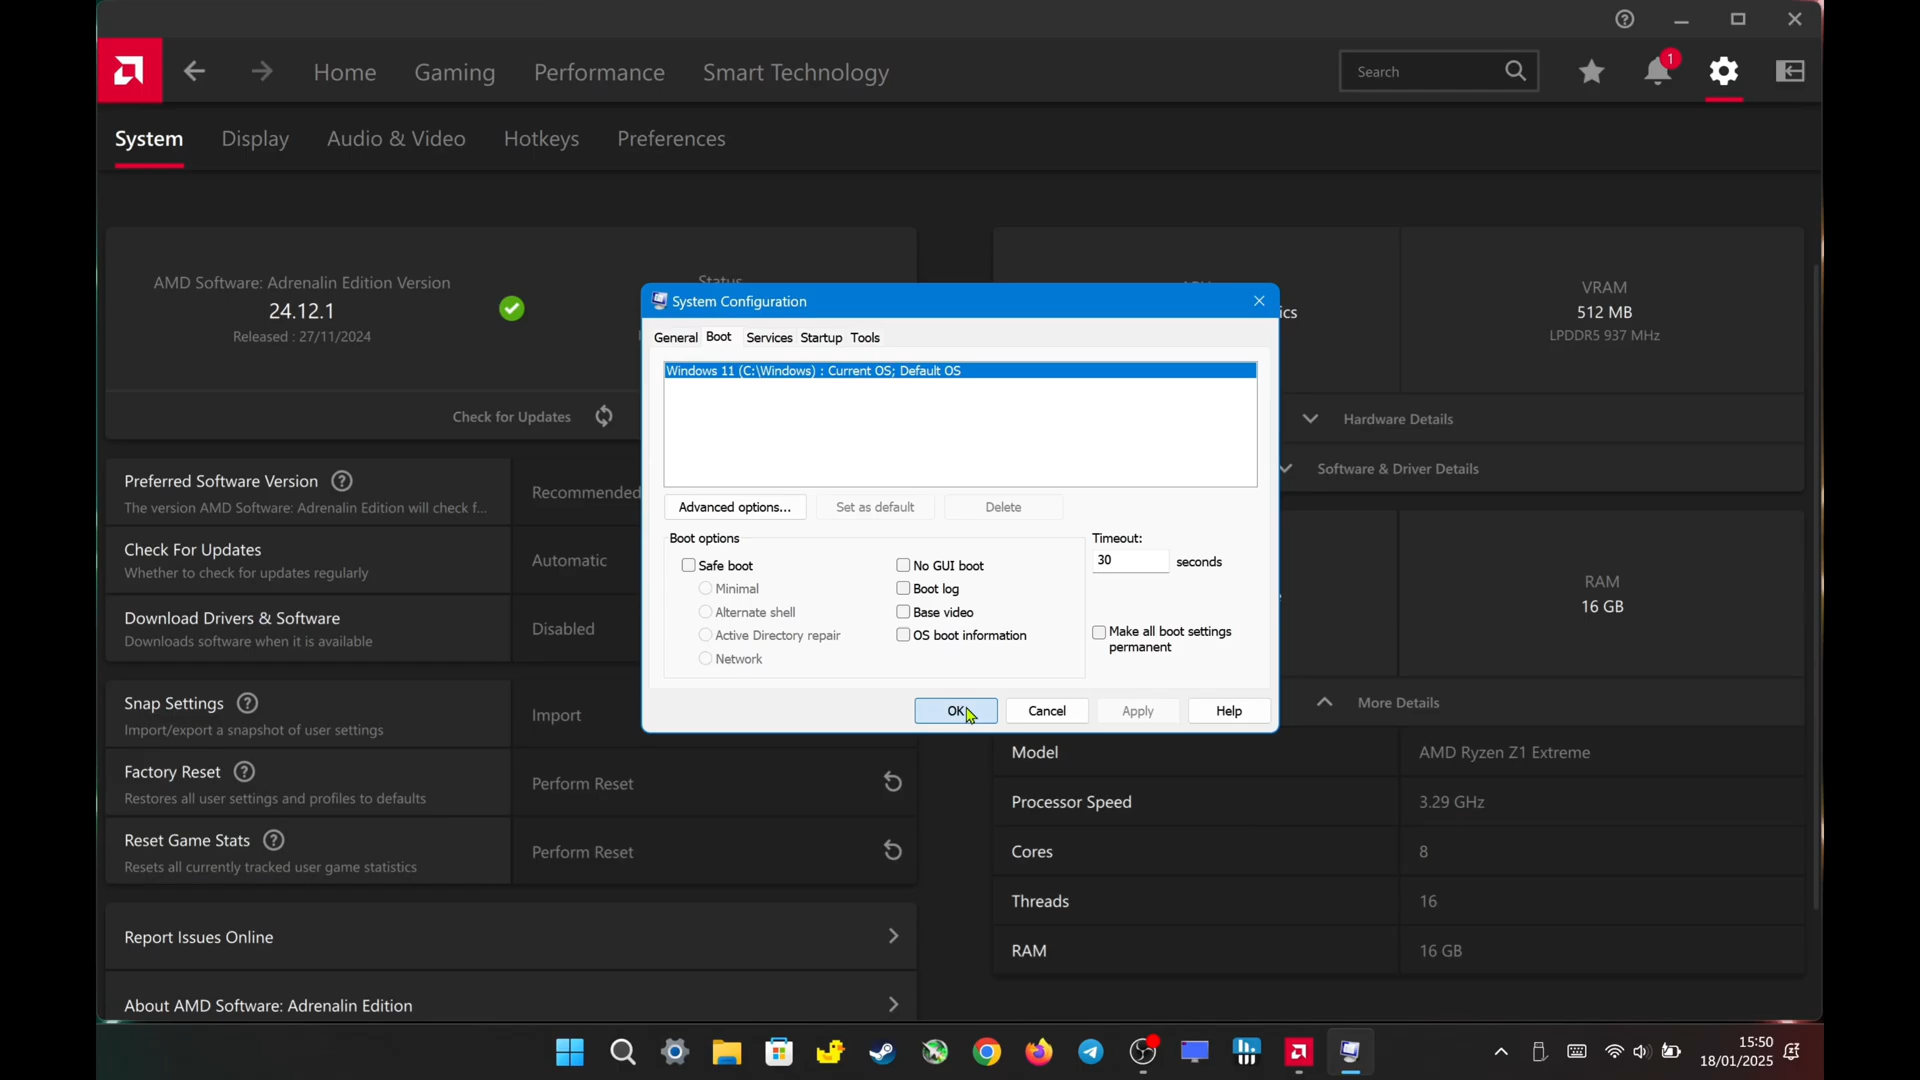 Home
Gaming
Performance
Smart Technology
Search
1
System
Display
Audio & Video
Hotkeys
Preferences
AMD Software: Adrenalin Edition Version
24.12.1
Released : 27/11/2024
Status
Check for Updates
Preferred Software Version
The version AMD Software: Adrenalin Edition will check f...
Recommended
Check For Updates
Whether to check for updates regularly
Automatic
Download Drivers & Software
Downloads software when it is available
Disabled
Snap Settings
Import/export a snapshot of user settings
Import
Factory Reset
Restores all user settings and profiles to defaults
Perform Reset
Reset Game Stats
Resets all currently tracked user game statistics
Perform Reset
Report Issues Online
About AMD Software: Adrenalin Edition
System Configuration
General
Boot
Services
Startup
Tools
Windows 11 (C:\Windows) : Current OS; Default OS
Advanced options...
Set as default
Delete
Boot options
Safe boot
Minimal
Alternate shell
Active Directory repair
Network
No GUI boot
Boot log
Base video
OS boot information
Timeout:
30 seconds
Make all boot settings
permanent
OK
Cancel
Apply
Help
ics
VRAM
512 MB
LPDDR5 937 MHz
Hardware Details
Software & Driver Details
RAM
16 GB
More Details
Model
AMD Ryzen Z1 Extreme
Processor Speed
3.29 GHz
Cores
8
Threads
16
RAM
16 GB
15:50
18/01/2025